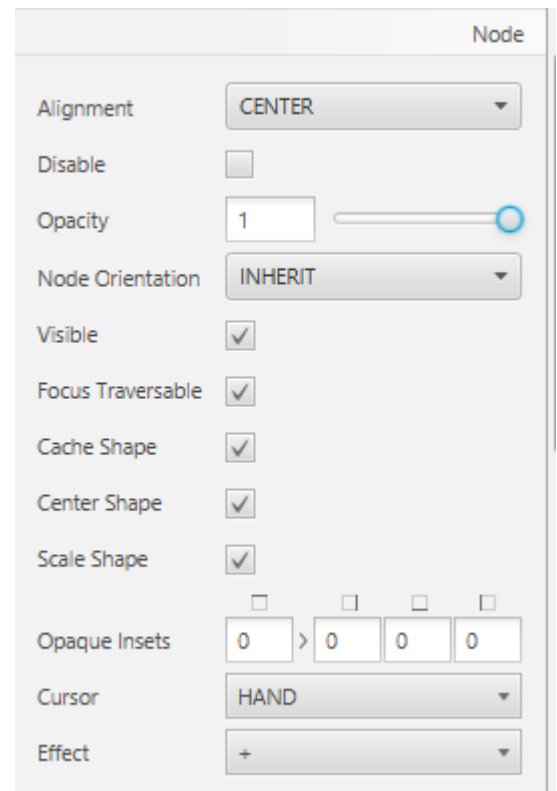 Node
Alignment CENTER
Disable
Opacity 1
Node Orientation INHERIT
Visible
Focus Traversable
Cache Shape
Center Shape
Scale Shape
Opaque Insets 0 > 0 0 0
Cursor HAND
Effect +